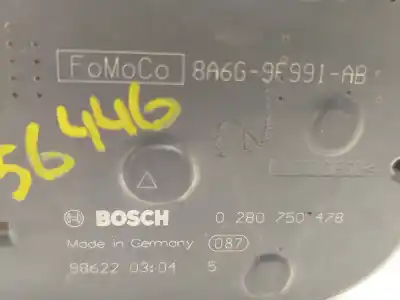 FoMoCo 8A6G-9F991-AB
56446
BOSCH 0 280 750 478
Made in Germany 087
98622 03:04 5